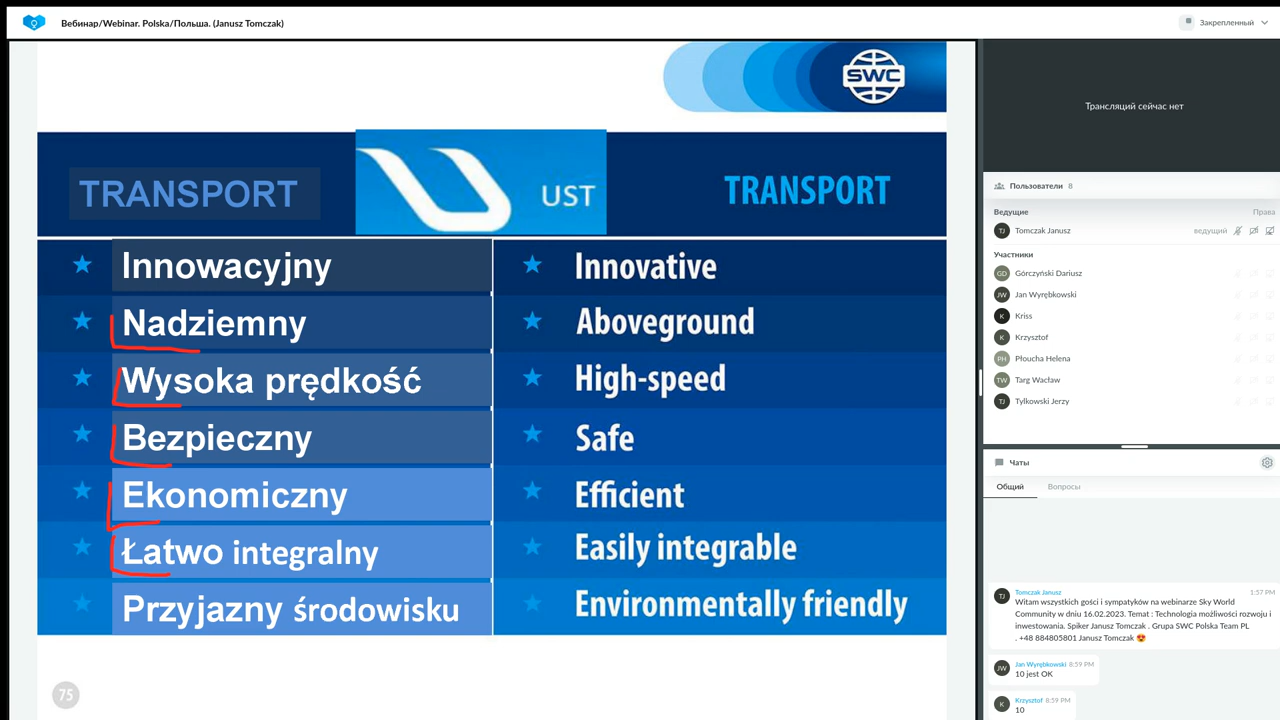 Вебинар/Webinar. Polska/Польша. (Janusz Tomczak)
Закрепленный
SWC
TRANSPORT
UST
TRANSPORT
Innowacyjny
Innovative
Nadziemny
Aboveground
Wysoka prędkość
High-speed
Bezpieczny
Safe
Ekonomiczny
Efficient
Łatwo integralny
Easily integrable
Przyjazny środowisku
Environmentally friendly
75
Трансляций сейчас нет
Пользователи 8
Ведущие Права
TJ Tomczak Janusz ведущий
Участники
GD Górczyński Dariusz
JW Jan Wyrębkowski
K Kriss
K Krzysztof
PH Płoucha Helena
TW Targ Wacław
TJ Tylkowski Jerzy
Чаты
Общий Вопросы
TJ Tomczak Janusz 1:57 PM
Witam wszystkich gości i sympatyków na webinarze Sky World
Community w dniu 16.02.2023. Temat : Technologia możliwości rozwoju i
inwestowania. Spiker Janusz Tomczak . Grupa SWC Polska Team PL
. +48 884805801 Janusz Tomczak 😍
JW Jan Wyrębkowski 8:59 PM
10 jest OK
K Krzysztof 8:59 PM
10